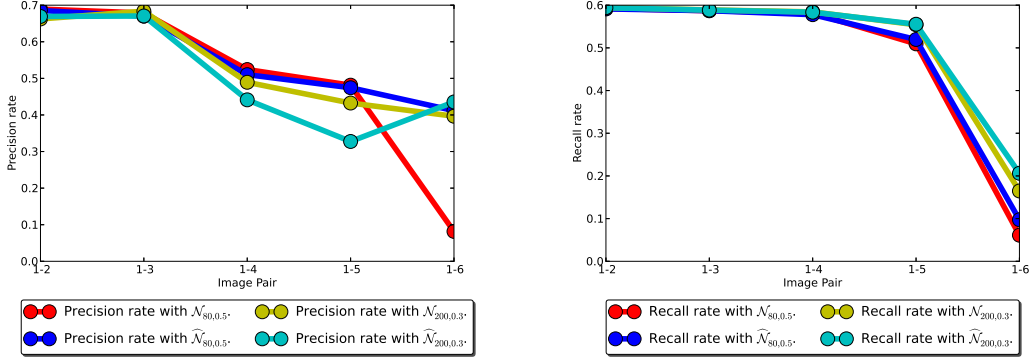 0.7
0.6
0.5
0.4
0.3
0.2
0.1
0.0
Precision rate
1-2 1-3 1-4 1-5 1-6
Image Pair
Precision rate with 𝒩₈₀,₀.₅. Precision rate with 𝒩₂₀₀,₀.₃.
Precision rate with 𝒩̂₈₀,₀.₅. Precision rate with 𝒩̂₂₀₀,₀.₃.
0.6
0.5
0.4
0.3
0.2
0.1
0.0
Recall rate
1-2 1-3 1-4 1-5 1-6
Image Pair
Recall rate with 𝒩₈₀,₀.₅. Recall rate with 𝒩₂₀₀,₀.₃.
Recall rate with 𝒩̂₈₀,₀.₅. Recall rate with 𝒩̂₂₀₀,₀.₃.